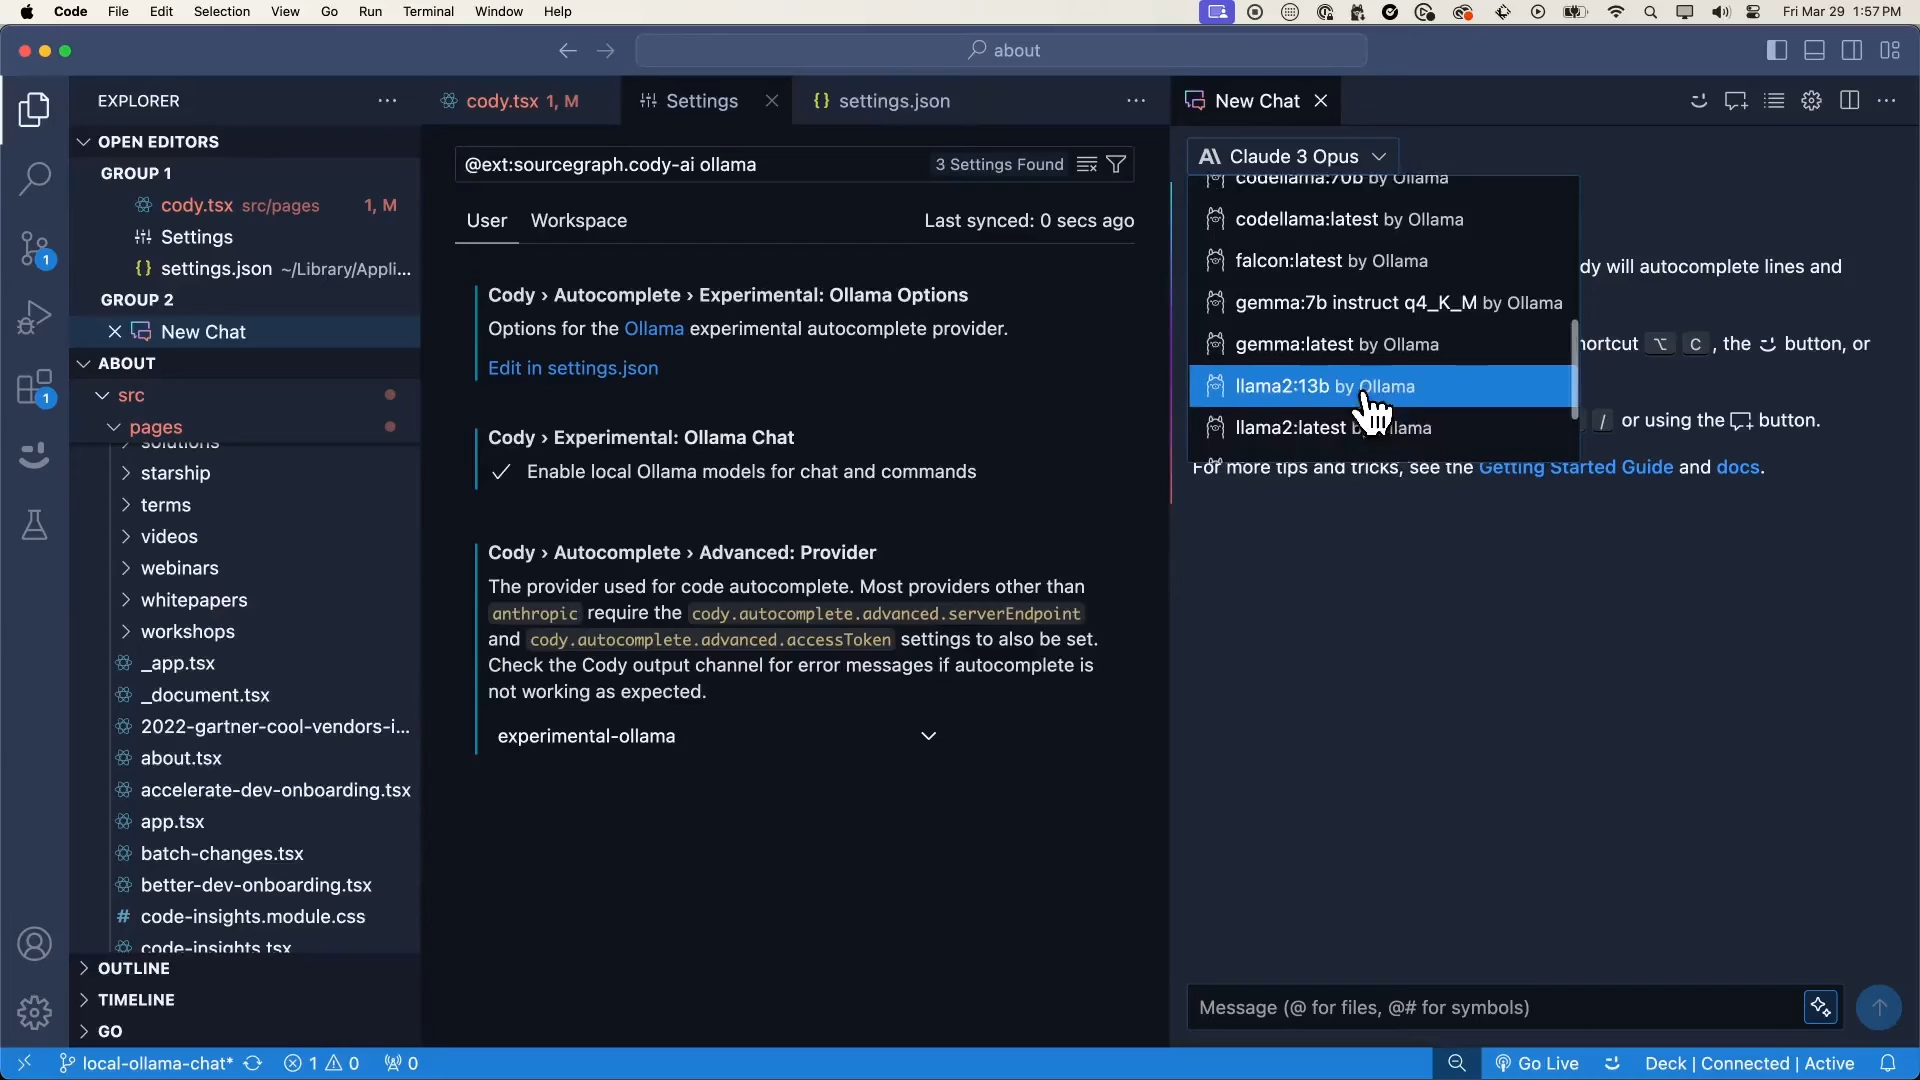 Code File Edit Selection View Go Run Terminal Window Help
Fri Mar 29 1:57 PM
about
EXPLORER
OPEN EDITORS
GROUP 1
cody.tsx src/pages 1, M
Settings
settings.json ~/Library/Appli...
GROUP 2
New Chat
ABOUT
src
pages
solutions
starship
terms
videos
webinars
whitepapers
workshops
_app.tsx
_document.tsx
2022-gartner-cool-vendors-i...
about.tsx
accelerate-dev-onboarding.tsx
app.tsx
batch-changes.tsx
better-dev-onboarding.tsx
# code-insights.module.css
code-insights.tsx
OUTLINE
TIMELINE
GO
1
1
cody.tsx 1, M
Settings
{} settings.json
@ext:sourcegraph.cody-ai ollama
3 Settings Found
User Workspace
Last synced: 0 secs ago
Cody › Autocomplete › Experimental: Ollama Options
Options for the Ollama experimental autocomplete provider.
Edit in settings.json
Cody › Experimental: Ollama Chat
Enable local Ollama models for chat and commands
Cody › Autocomplete › Advanced: Provider
The provider used for code autocomplete. Most providers other than
anthropic require the cody.autocomplete.advanced.serverEndpoint
and cody.autocomplete.advanced.accessToken settings to also be set.
Check the Cody output channel for error messages if autocomplete is
not working as expected.
experimental-ollama
New Chat
Claude 3 Opus
codellama:70b by Ollama
codellama:latest by Ollama
falcon:latest by Ollama
gemma:7b instruct q4_K_M by Ollama
gemma:latest by Ollama
llama2:13b by Ollama
llama2:latest
will autocomplete lines and
⌥ C , the button, or
/ or using the button.
For more tips and tricks, see the Getting Started Guide and docs.
Message (@ for files, @# for symbols)
local-ollama-chat* 1 0 0
Go Live
Deck | Connected | Active